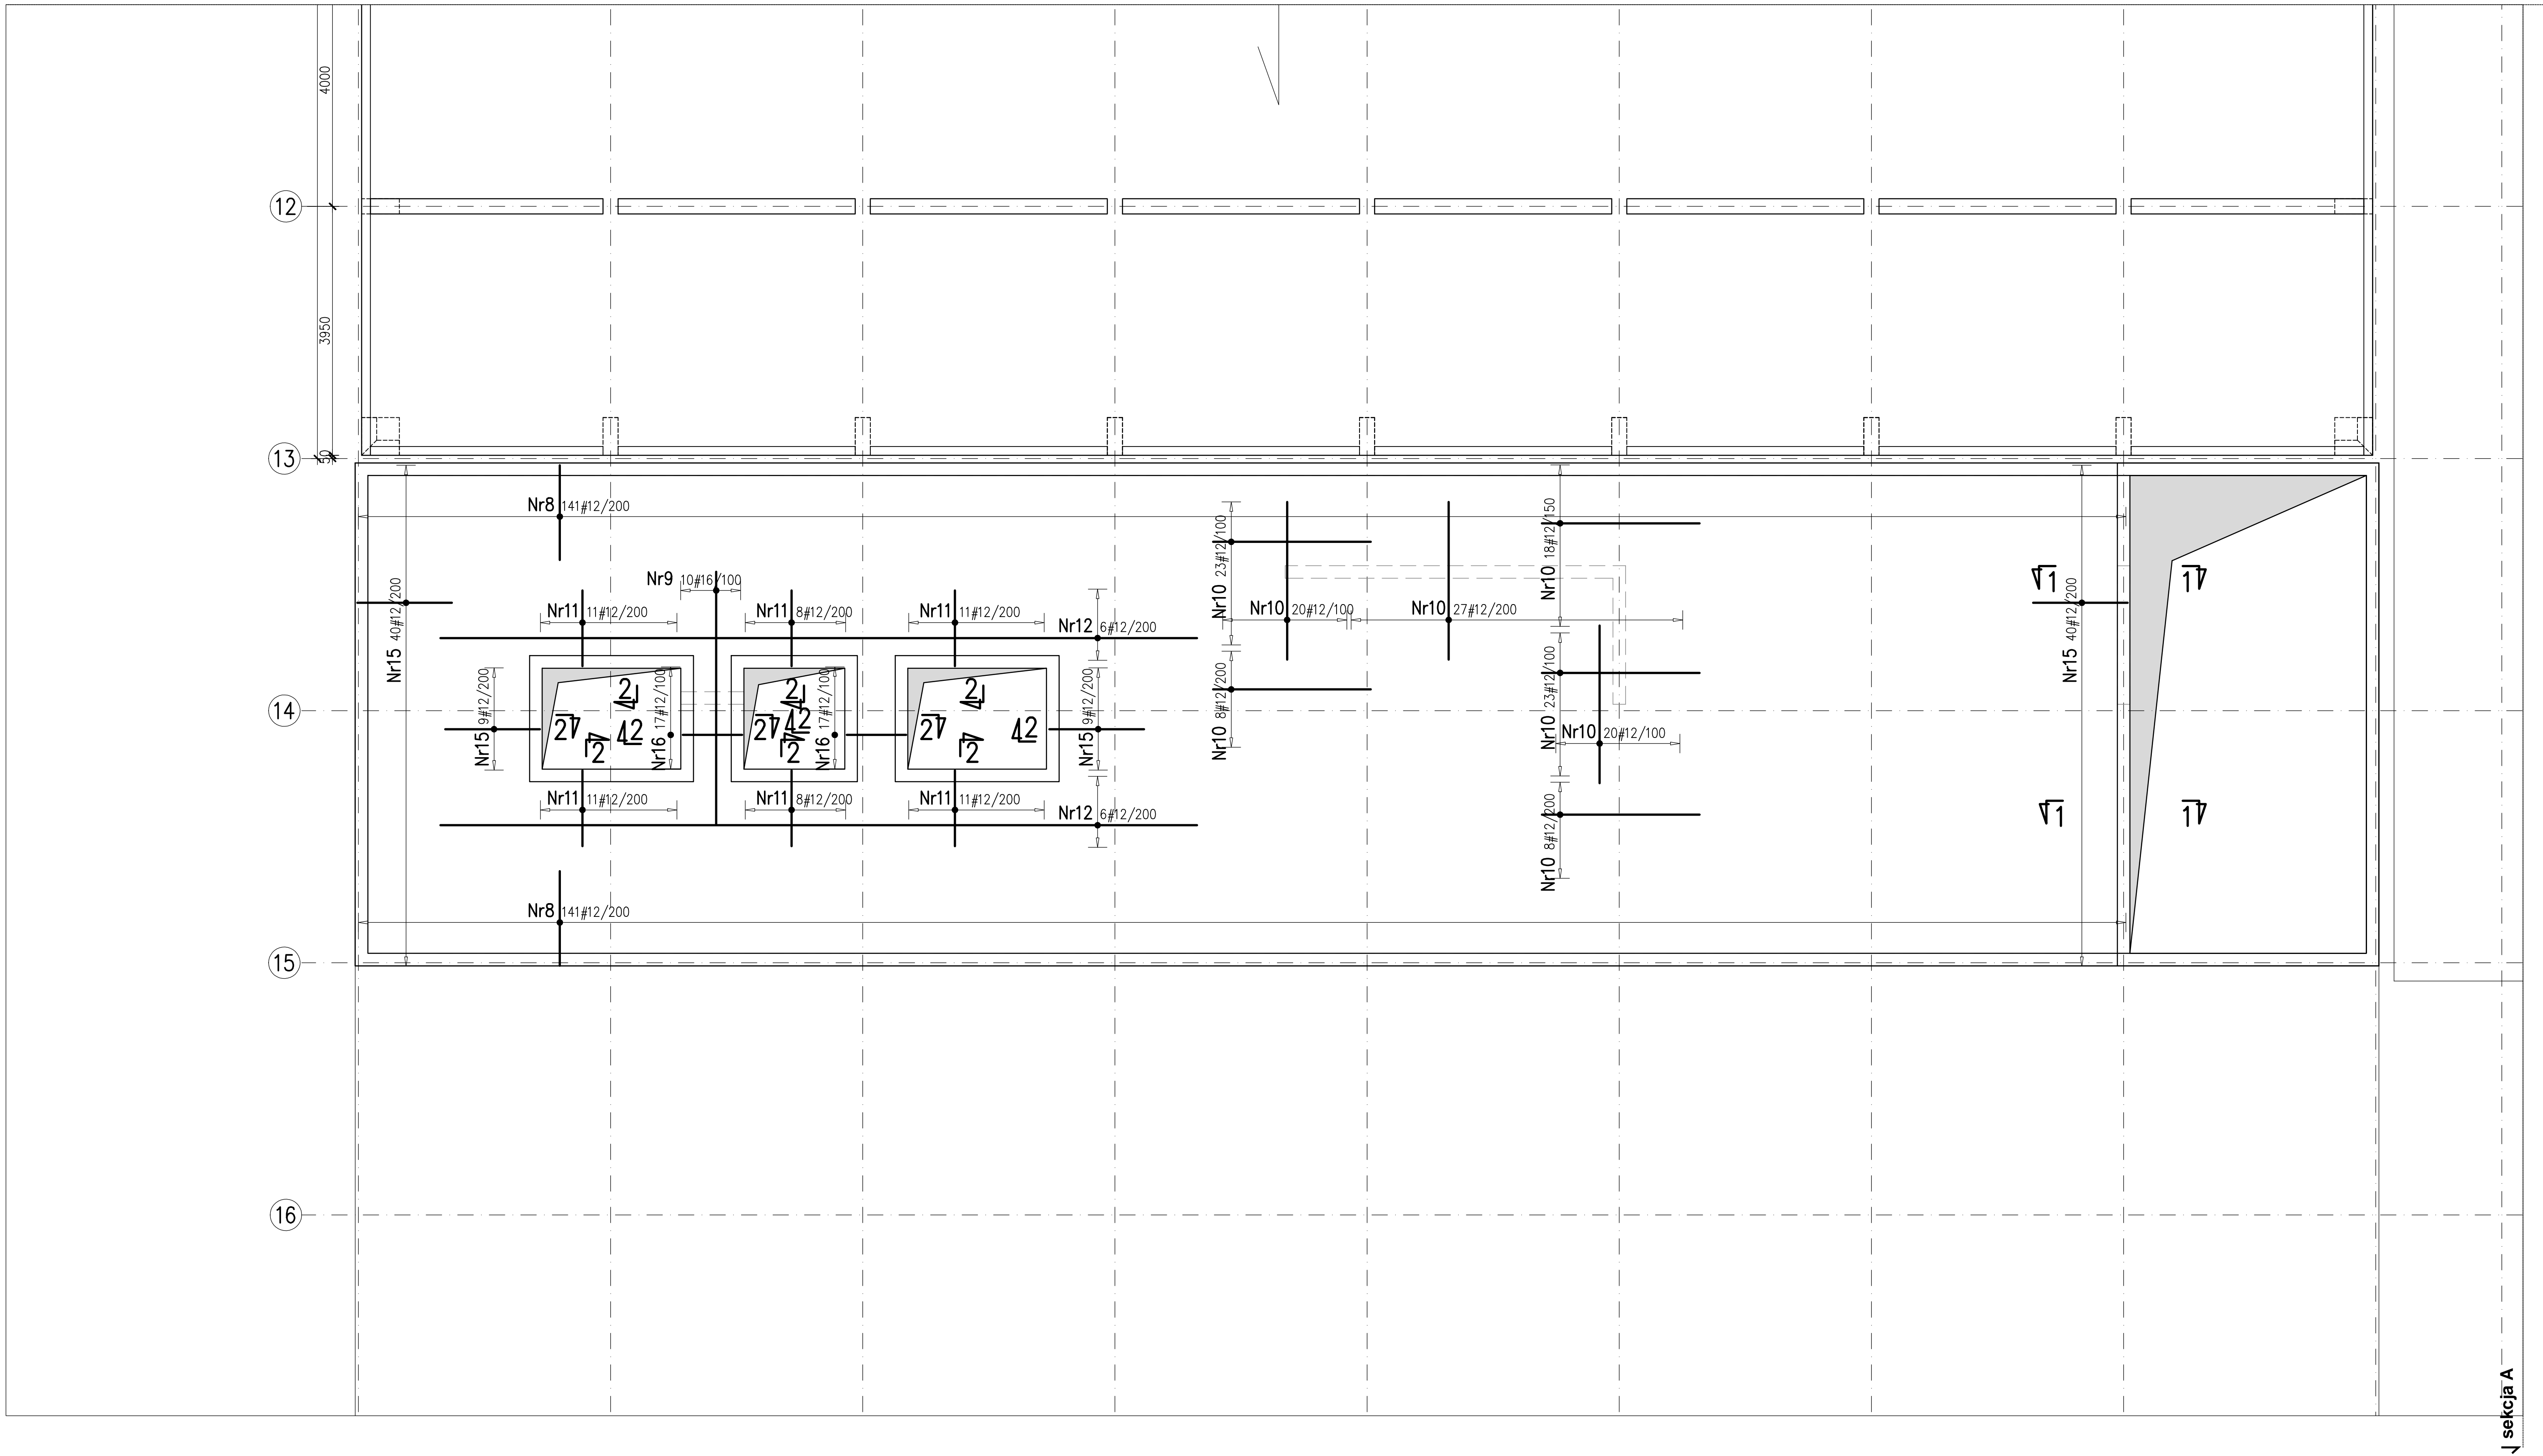 4000
12
3950
50
13
Nr8 141#12/200
Nr10 23#12/100
Nr10 18#12/150
Nr15 40#12/200
Nr9 10#16/100
Nr11 11#12/200
Nr11 8#12/200
Nr11 11#12/200
Nr12 6#12/200
Nr10 20#12/100
Nr10 27#12/200
1
1
Nr15 40#12/200
Nr15 9#12/200
2
2
2
2
Nr16 17#12/100
2
2
2
2
Nr16 17#12/100
2
2
2
2
Nr15 9#12/200
Nr10 8#12/200
Nr10 23#12/100
Nr10 20#12/100
14
Nr11 11#12/200
Nr11 8#12/200
Nr11 11#12/200
Nr12 6#12/200
Nr10 8#12/200
1
1
Nr8 141#12/200
15
16
sekcja A